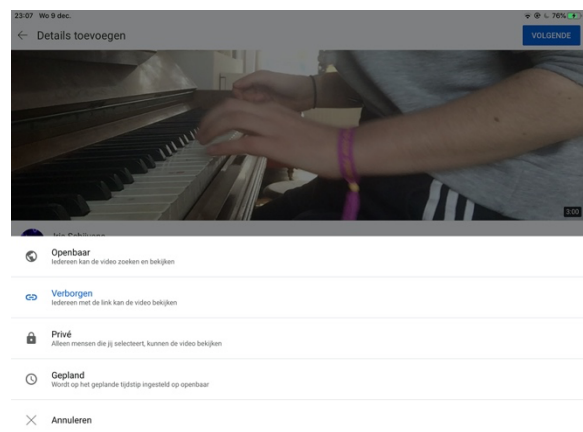 23:07 Wo 9 dec.
76%
Details toevoegen
VOLGENDE
3:00
Openbaar
Iedereen kan de video zoeken en bekijken
Verborgen
Iedereen met de link kan de video bekijken
Privé
Alleen mensen die jij selecteert, kunnen de video bekijken
Gepland
Wordt op het geplande tijdstip ingesteld op openbaar
Annuleren